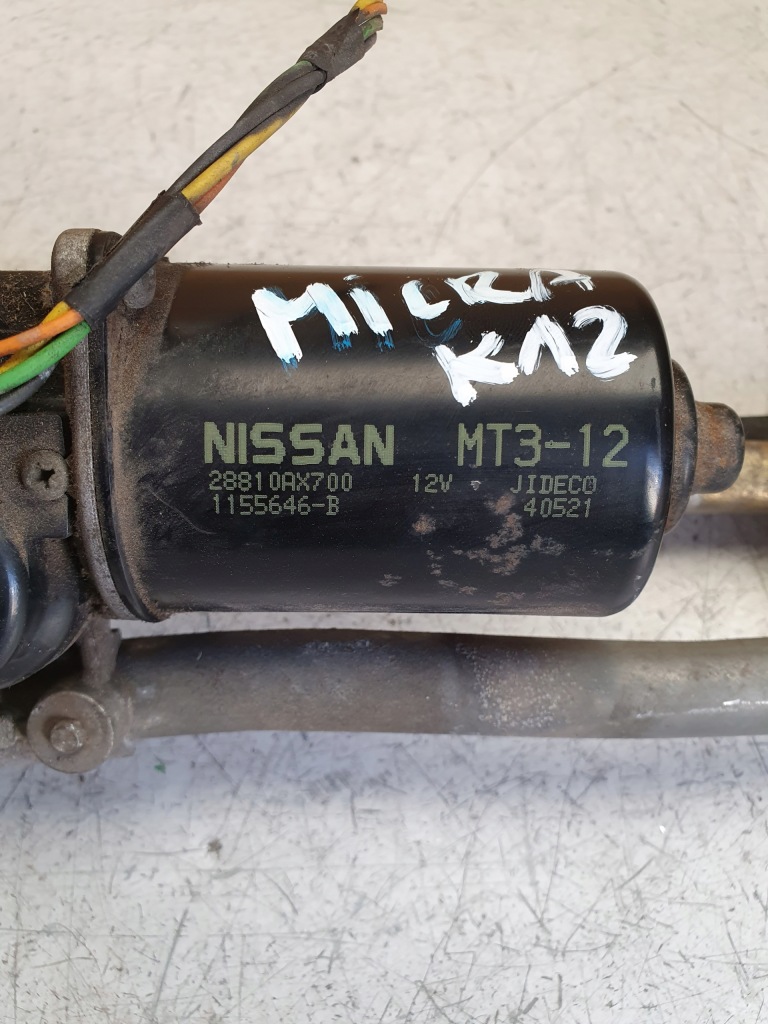 MICRA
K12
NISSAN MT3-12
28810AX700 12V JIDECO
1155646-B 40521